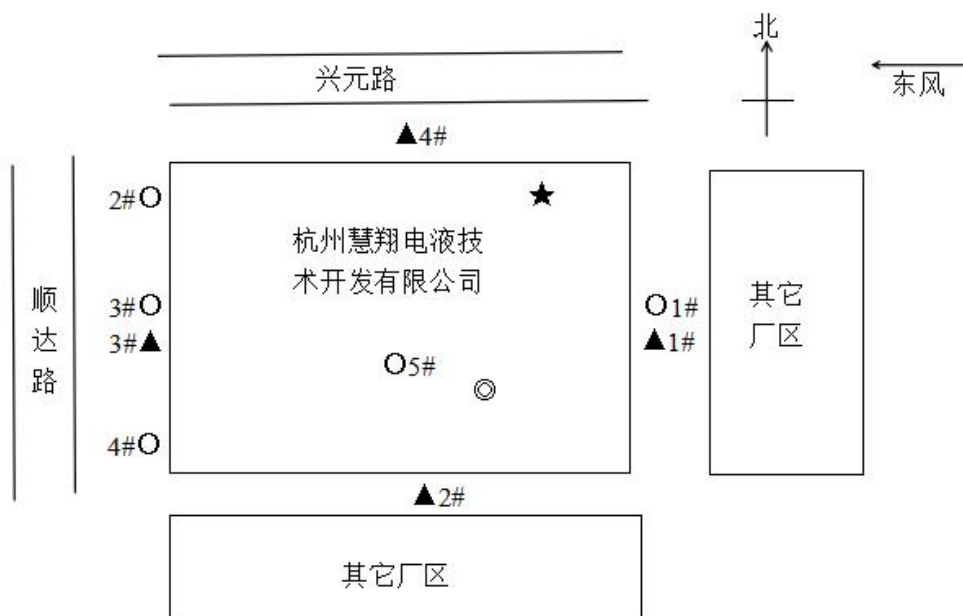 北
兴元路
东风
▲4#
2#○
★
杭州慧翔电液技
术开发有限公司
顺达路
3#○
○1#
其它
厂区
3#▲
▲1#
○5#
◎
4#○
▲2#
其它厂区